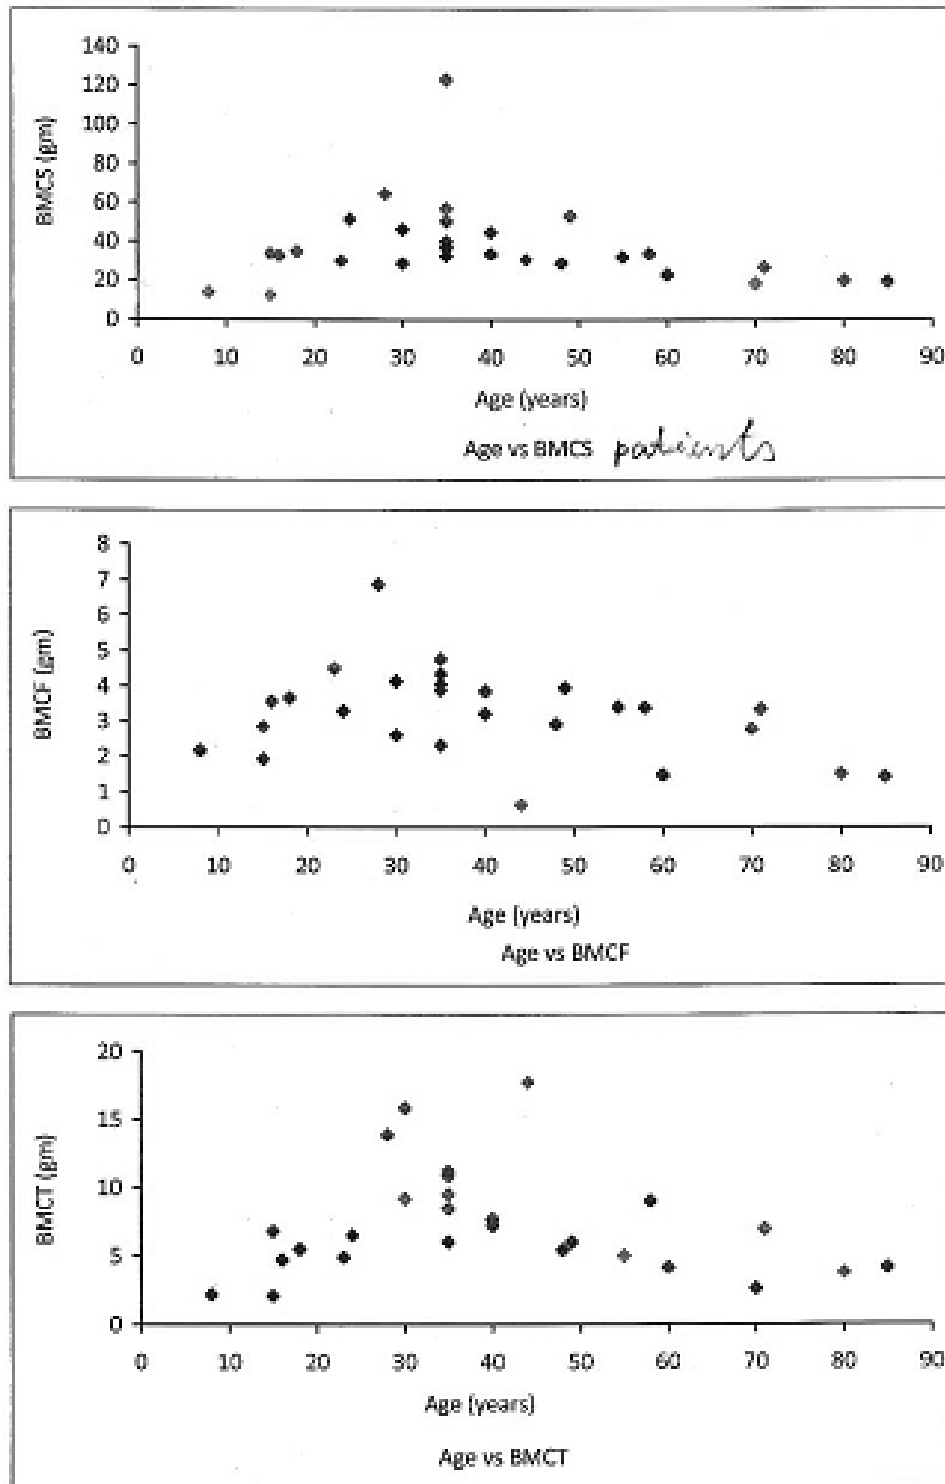 140
120
100
80
60
40
20
0
BMCS (gm)
0 10 20 30 40 50 60 70 80 90
Age (years)
Age vs BMCS patients
8
7
6
5
4
3
2
1
0
BMCF (gm)
0 10 20 30 40 50 60 70 80 90
Age (years)
Age vs BMCF
20
15
10
5
0
BMCT (gm)
0 10 20 30 40 50 60 70 80 90
Age (years)
Age vs BMCT